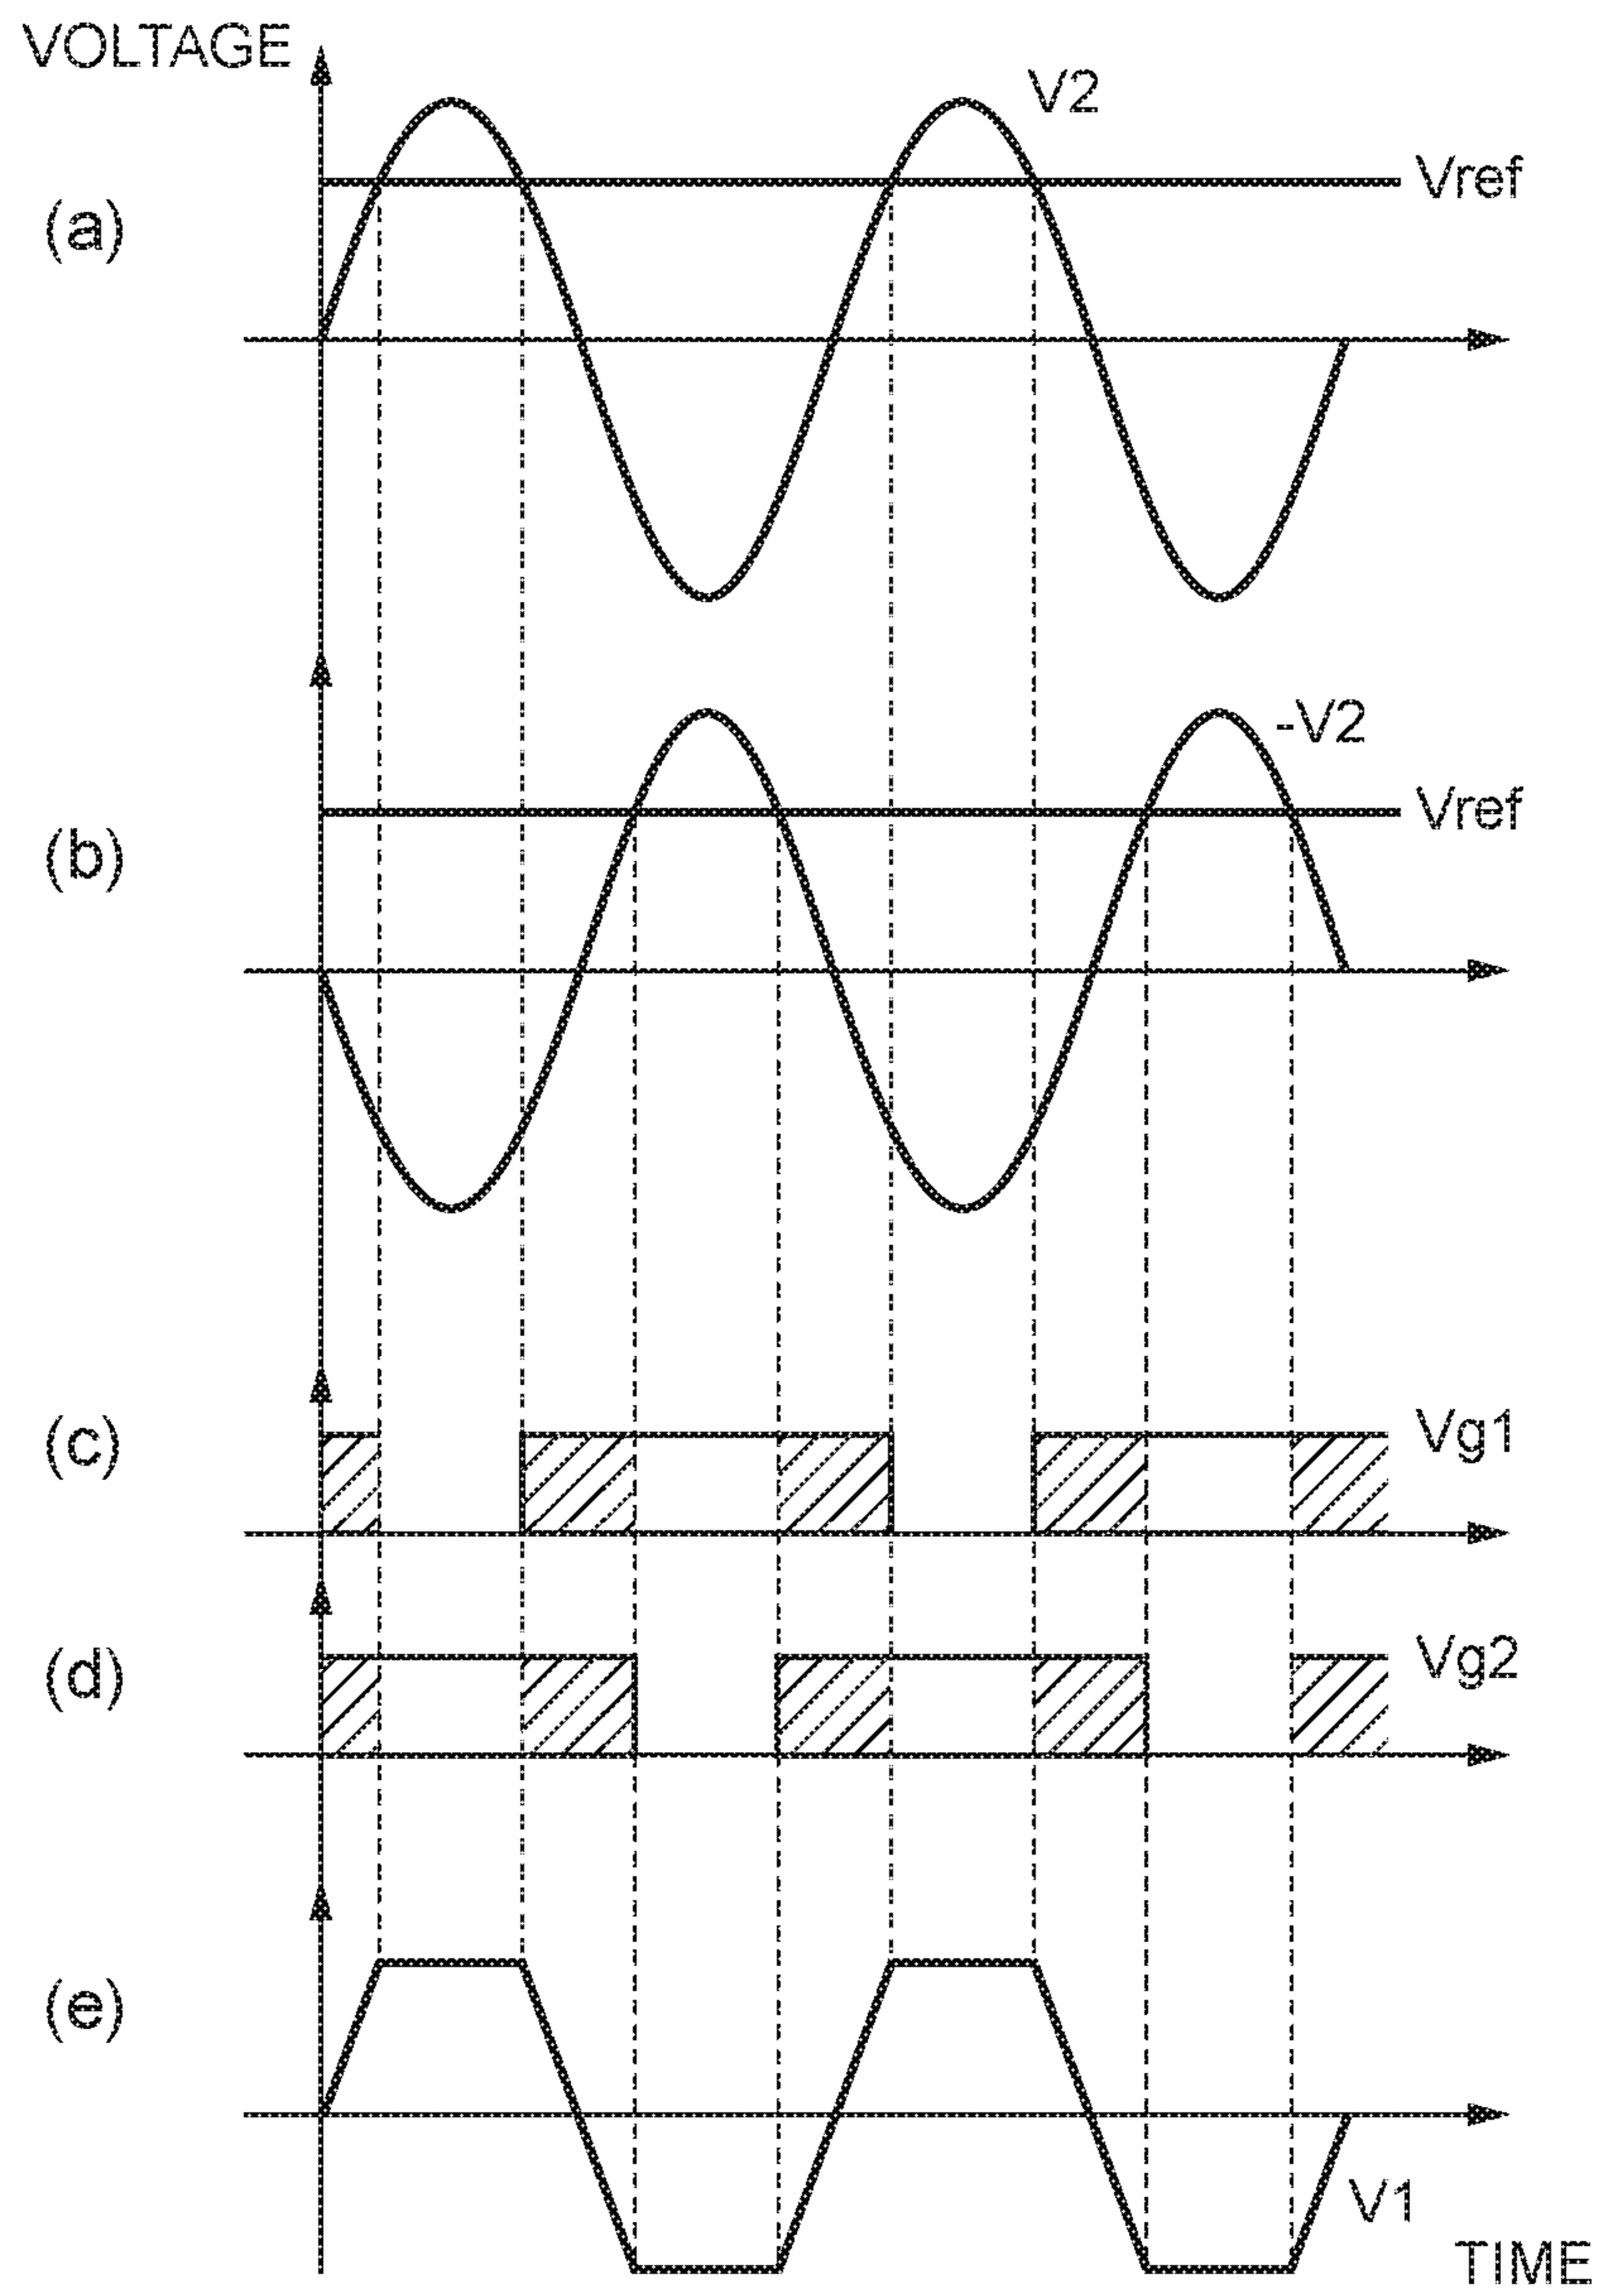 VOLTAGE
V2
Vref
(a)
-V2
Vref
(b)
(c)
Vg1
(d)
Vg2
(e)
V1
TIME